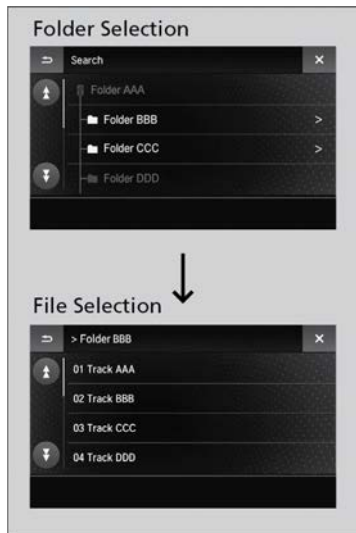 Folder Selection
Search
Folder AAA
Folder BBB
>
Folder CCC
>
Folder DDD
File Selection
> Folder BBB
01 Track AAA
02 Track BBB
03 Track CCC
04 Track DDD